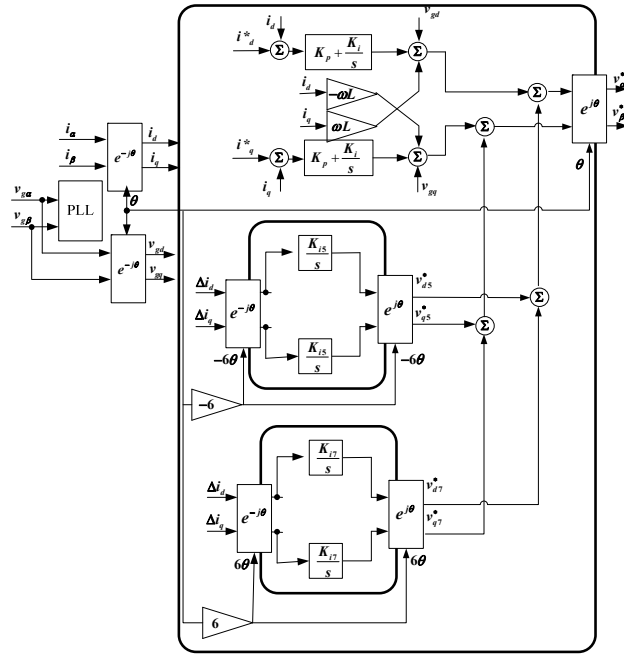 i_d
v_gd
i*_d
Σ
K_p + K_i/s
Σ
i_d
−ωL
Σ
e^{jθ}
v*_α
v*_β
i_q
ωL
Σ
i*_q
Σ
K_p + K_i/s
Σ
θ
i_q
v_gq
i_α
i_β
e^{-jθ}
i_d
i_q
v_gα
v_gβ
PLL
θ
e^{-jθ}
v_gd
v_gq
Δi_d
Δi_q
e^{-jθ}
K_i5/s
K_i5/s
e^{jθ}
v*_d5
v*_q5
Σ
Σ
−6θ
−6θ
−6
Δi_d
Δi_q
e^{-jθ}
K_i7/s
K_i7/s
e^{jθ}
v*_d7
v*_q7
6θ
6θ
6